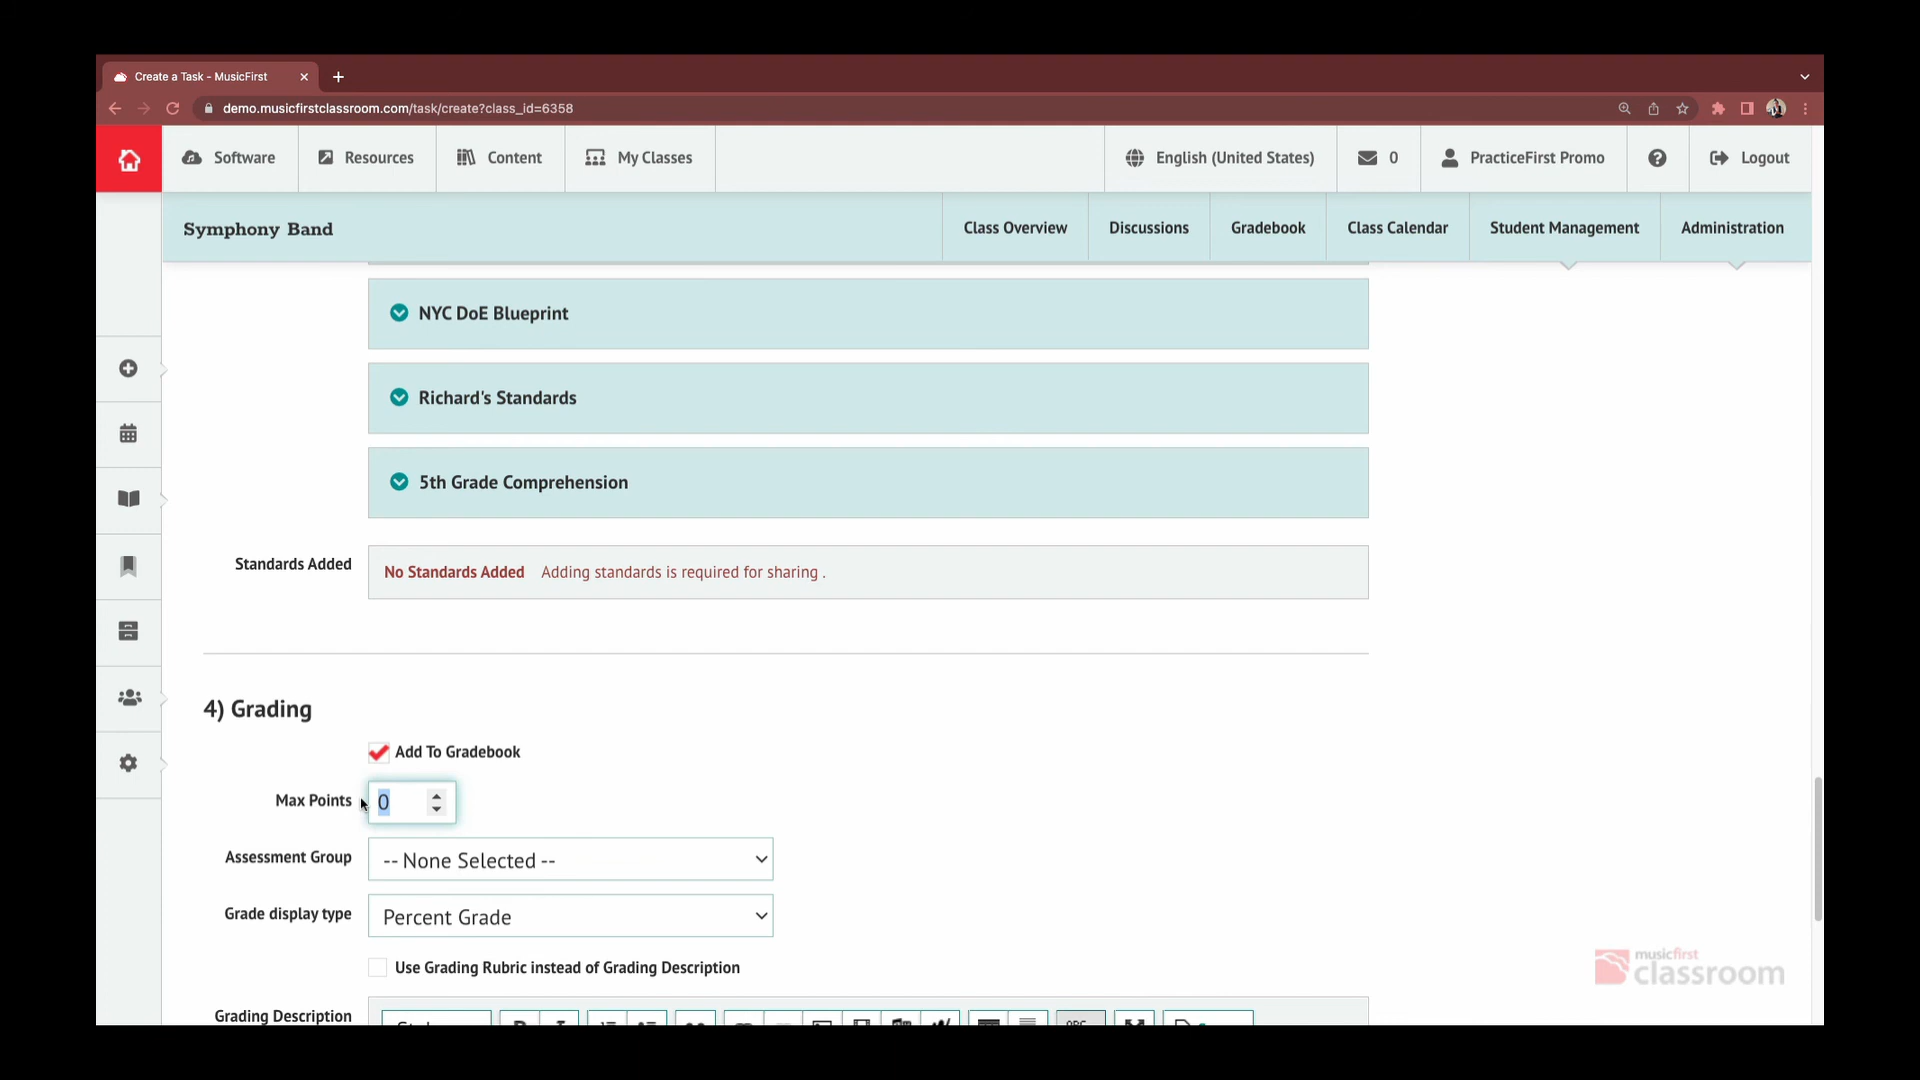 Create a Task - MusicFirst
demo.musicfirstclassroom.com/task/create?class_id=6358
Software
Resources
Content
My Classes
English (United States)
0
PracticeFirst Promo
Logout
Symphony Band
Class Overview
Discussions
Gradebook
Class Calendar
Student Management
Administration
NYC DoE Blueprint
Richard's Standards
5th Grade Comprehension
Standards Added
No Standards Added Adding standards is required for sharing .
4) Grading
Add To Gradebook
Max Points
0
Assessment Group
-- None Selected --
Grade display type
Percent Grade
Use Grading Rubric instead of Grading Description
Grading Description
musicfirst
classroom